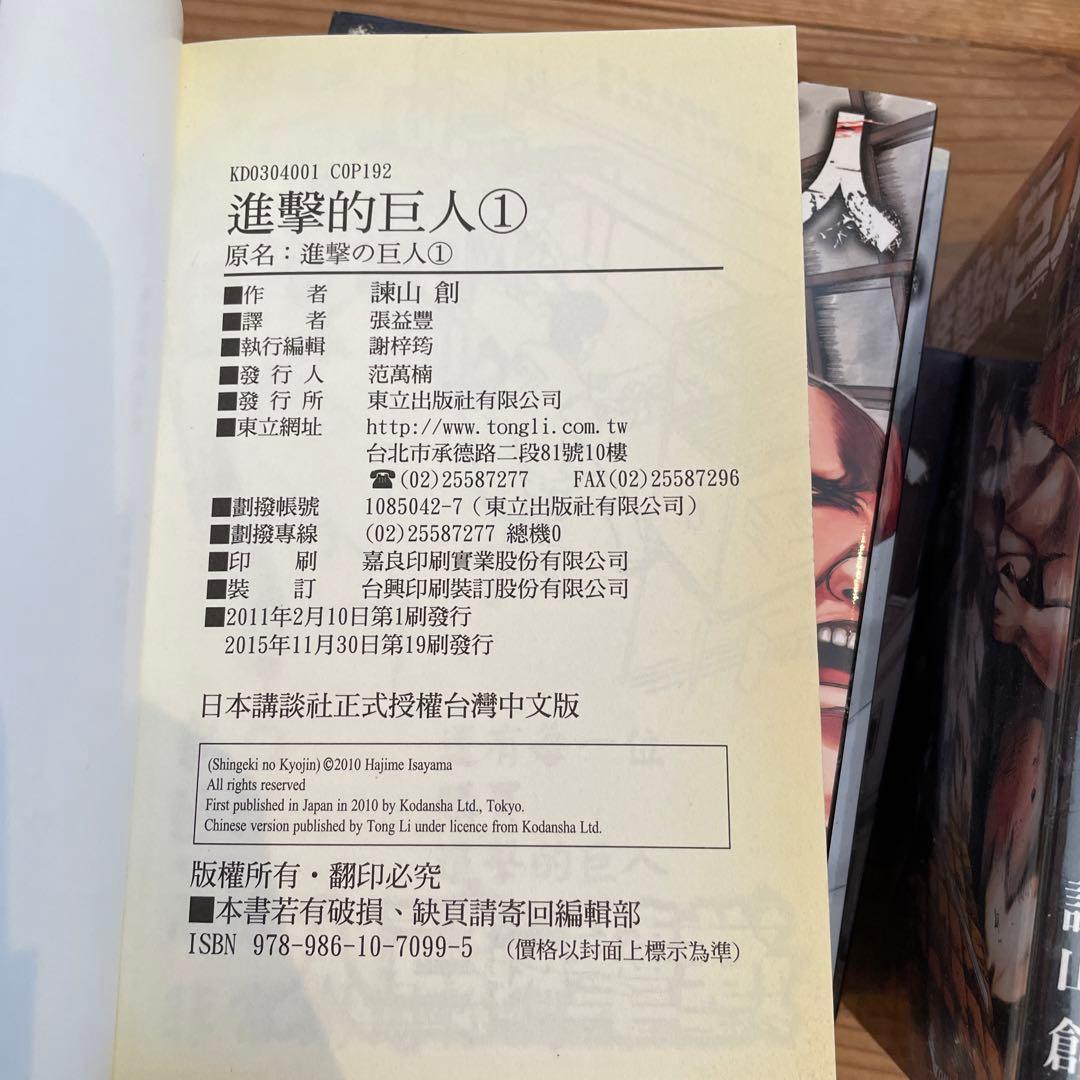 KD0304001 C0P192
進擊的巨人①
原名：進撃の巨人①
■作　者　諫山 創
■譯　者　張益豐
■執行編輯　謝梓筠
■發 行 人　范萬楠
■發 行 所　東立出版社有限公司
■東立網址　http://www.tongli.com.tw
台北市承德路二段81號10樓
☎(02)25587277　FAX(02)25587296
■劃撥帳號　1085042-7（東立出版社有限公司）
■劃撥專線　(02)25587277 總機0
■印　刷　嘉良印刷實業股份有限公司
■裝　訂　台興印刷裝訂股份有限公司
■2011年2月10日第1刷發行
2015年11月30日第19刷發行
日本講談社正式授權台灣中文版
(Shingeki no Kyojin) ©2010 Hajime Isayama
All rights reserved
First published in Japan in 2010 by Kodansha Ltd., Tokyo.
Chinese version published by Tong Li under licence from Kodansha Ltd.
版權所有・翻印必究
■本書若有破損、缺頁請寄回編輯部
ISBN 978-986-10-7099-5　（價格以封面上標示為準）
人
巨
諫山創